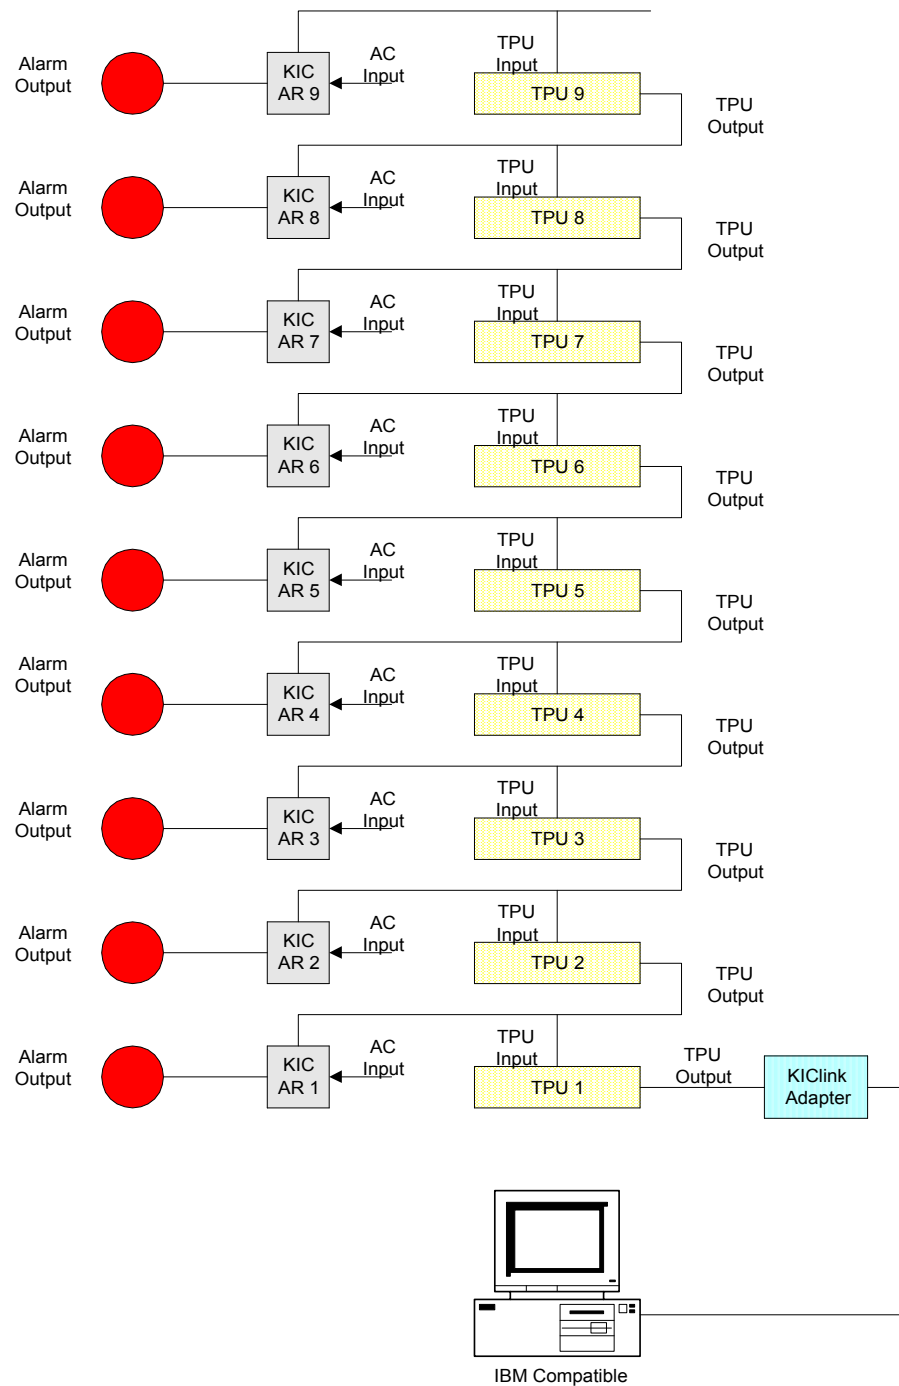 Alarm
Output
KIC
AR 9
AC
Input
TPU
Input
TPU 9
TPU
Output
Alarm
Output
KIC
AR 8
AC
Input
TPU
Input
TPU 8
TPU
Output
Alarm
Output
KIC
AR 7
AC
Input
TPU
Input
TPU 7
TPU
Output
Alarm
Output
KIC
AR 6
AC
Input
TPU
Input
TPU 6
TPU
Output
Alarm
Output
KIC
AR 5
AC
Input
TPU
Input
TPU 5
TPU
Output
Alarm
Output
KIC
AR 4
AC
Input
TPU
Input
TPU 4
TPU
Output
Alarm
Output
KIC
AR 3
AC
Input
TPU
Input
TPU 3
TPU
Output
Alarm
Output
KIC
AR 2
AC
Input
TPU
Input
TPU 2
TPU
Output
Alarm
Output
KIC
AR 1
AC
Input
TPU
Input
TPU 1
TPU
Output
KIClink
Adapter
IBM Compatible